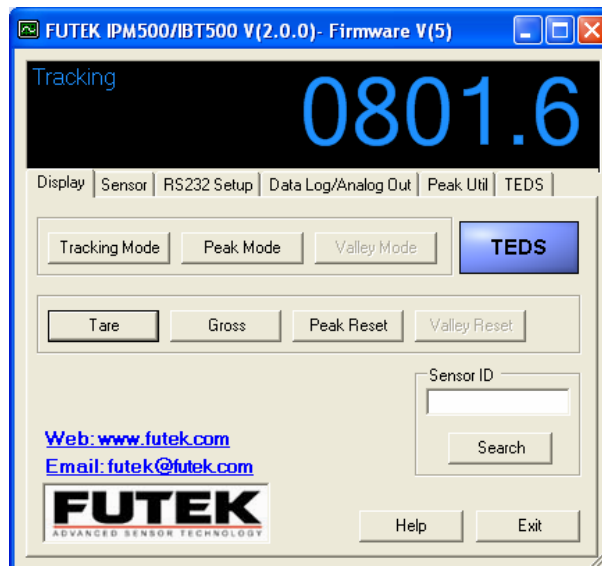 FUTEK IPM500/IBT500 V(2.0.0)- Firmware V(5)
Tracking
0801.6
Display Sensor RS232 Setup Data Log/Analog Out Peak Util TEDS
Tracking Mode Peak Mode Valley Mode TEDS
Tare Gross Peak Reset Valley Reset
Sensor ID
Search
Web: www.futek.com
Email: futek@futek.com
FUTEK
ADVANCED SENSOR TECHNOLOGY
Help Exit